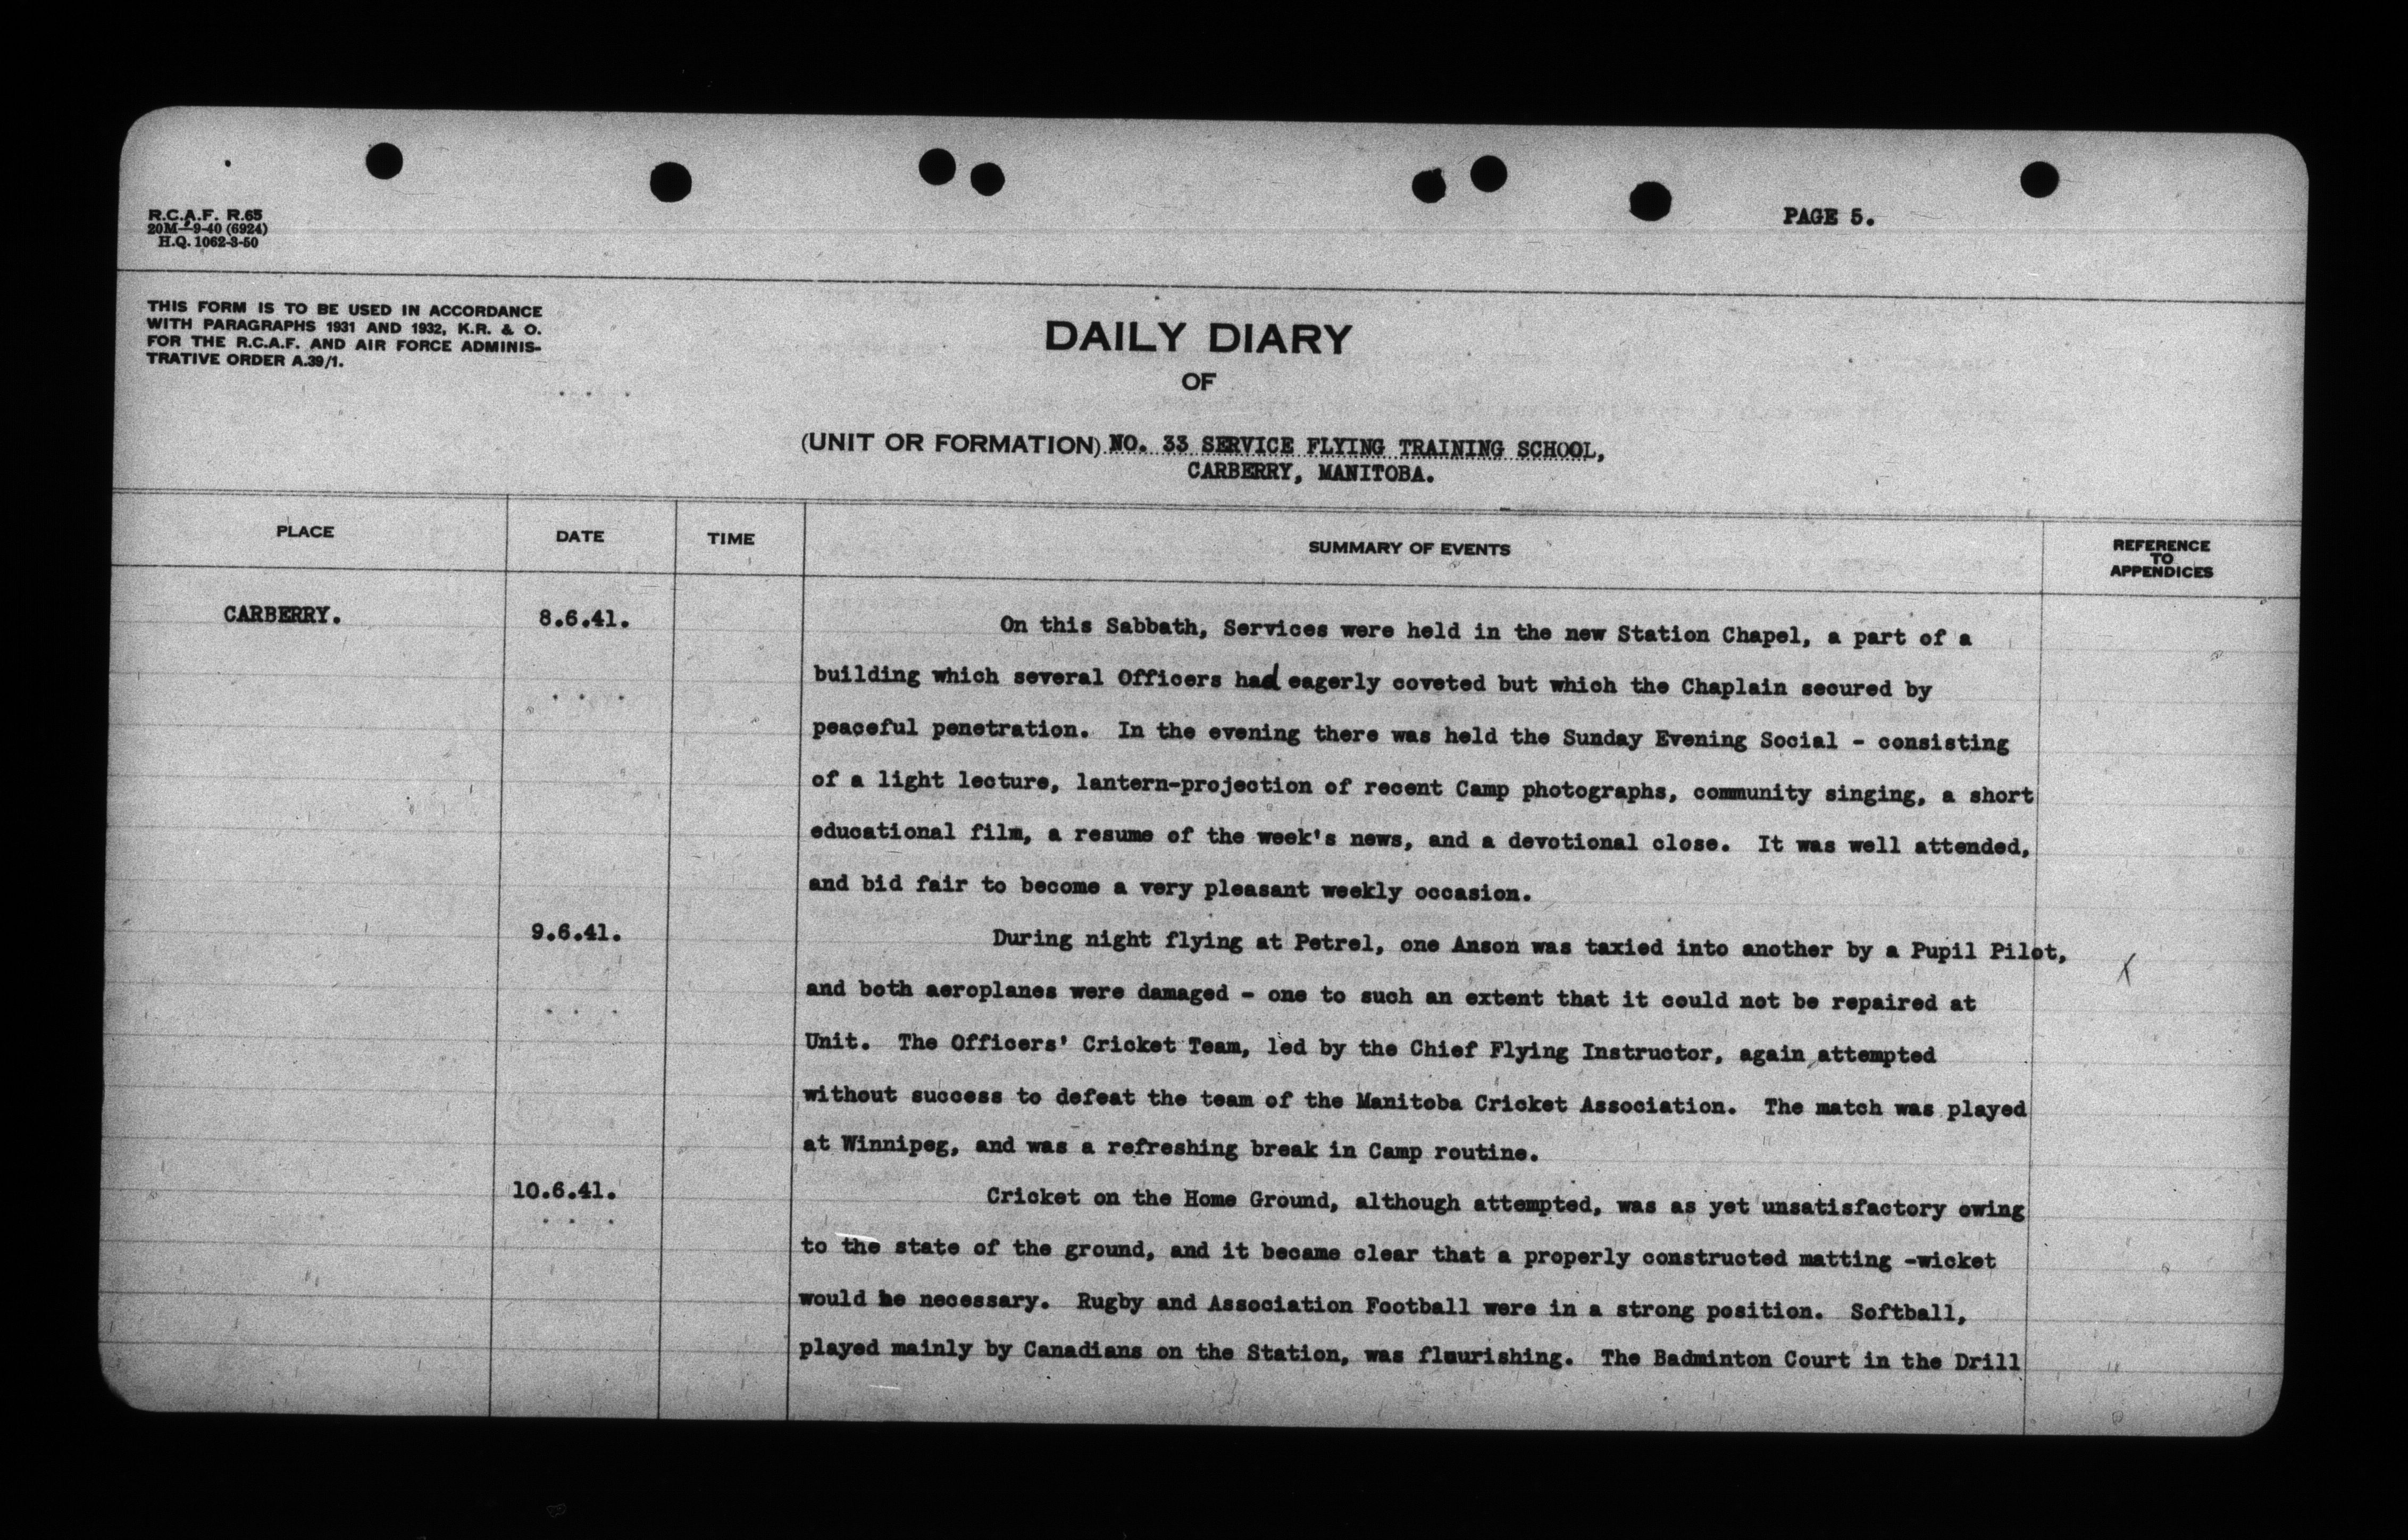 R.C.A.F. R.65
20M—9-40 (6924)
H.Q. 1062-3-50
PAGE 5.
THIS FORM IS TO BE USED IN ACCORDANCE
WITH PARAGRAPHS 1931 AND 1932, K.R. & O.
FOR THE R.C.A.F. AND AIR FORCE ADMINIS-
TRATIVE ORDER A.39/1.
DAILY DIARY
OF
(UNIT OR FORMATION) NO. 33 SERVICE FLYING TRAINING SCHOOL,
CARBERRY, MANITOBA.
PLACE DATE TIME SUMMARY OF EVENTS REFERENCE TO APPENDICES
CARBERRY. 8.6.41. On this Sabbath, Services were held in the new Station Chapel, a part of a
building which several Officers had eagerly coveted but which the Chaplain secured by
peaceful penetration. In the evening there was held the Sunday Evening Social - consisting
of a light lecture, lantern-projection of recent Camp photographs, community singing, a short
educational film, a resume of the week's news, and a devotional close. It was well attended,
and bid fair to become a very pleasant weekly occasion.
9.6.41. During night flying at Petrel, one Anson was taxied into another by a Pupil Pilot, X
and both aeroplanes were damaged - one to such an extent that it could not be repaired at
Unit. The Officers' Cricket Team, led by the Chief Flying Instructor, again attempted
without success to defeat the team of the Manitoba Cricket Association. The match was played
at Winnipeg, and was a refreshing break in Camp routine.
10.6.41. Cricket on the Home Ground, although attempted, was as yet unsatisfactory owing
to the state of the ground, and it became clear that a properly constructed matting -wicket
would be necessary. Rugby and Association Football were in a strong position. Softball,
played mainly by Canadians on the Station, was flourishing. The Badminton Court in the Drill